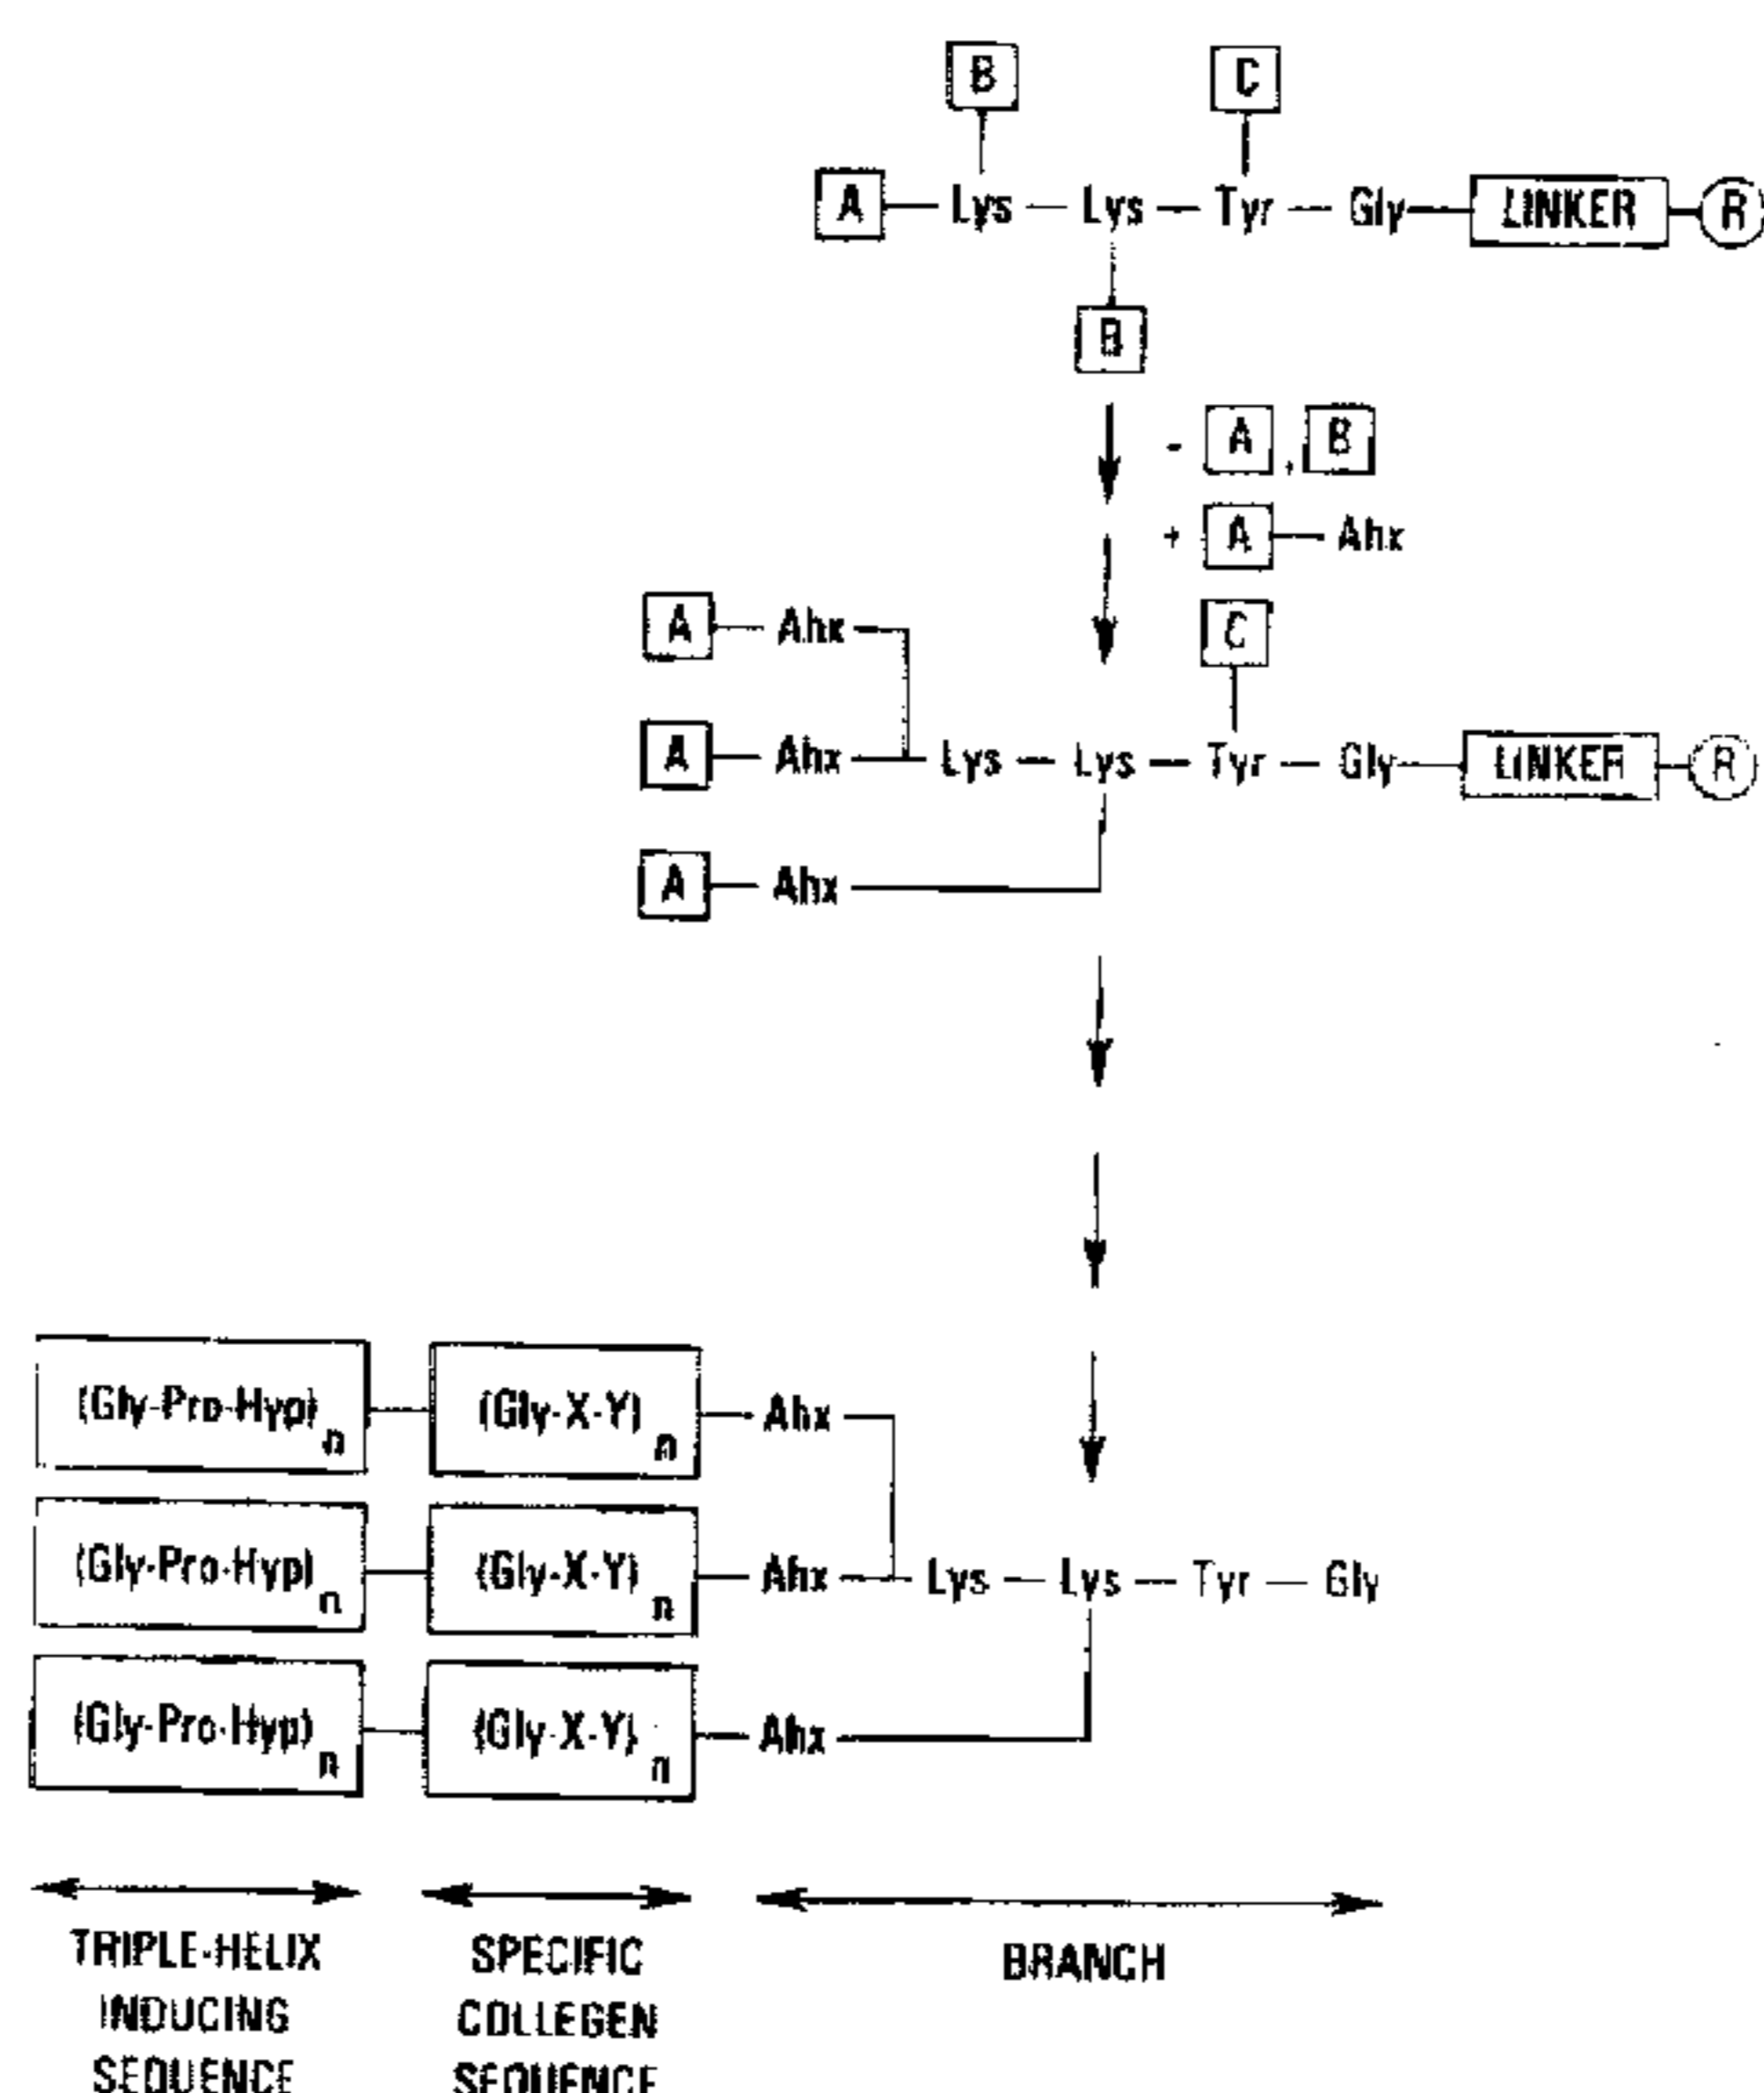 B C
A Lys Lys Tyr Gly LINKER R
B
- A , B
+ A Ahx
A Ahx C
A Ahx Lys Lys Tyr Gly LINKER R
A Ahx
(Gly-Pro-Hyp)n (Gly-X-Y)n Ahx
(Gly-Pro-Hyp)n (Gly-X-Y)n Ahx Lys Lys Tyr Gly
(Gly-Pro-Hyp)n (Gly-X-Y)n Ahx
TRIPLE-HELIX SPECIFIC BRANCH
INDUCING COLLEGEN
SEQUENCE SEQUENCE